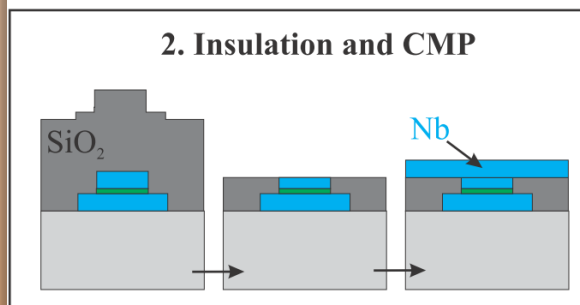 2. Insulation and CMP
Nb
SiO₂